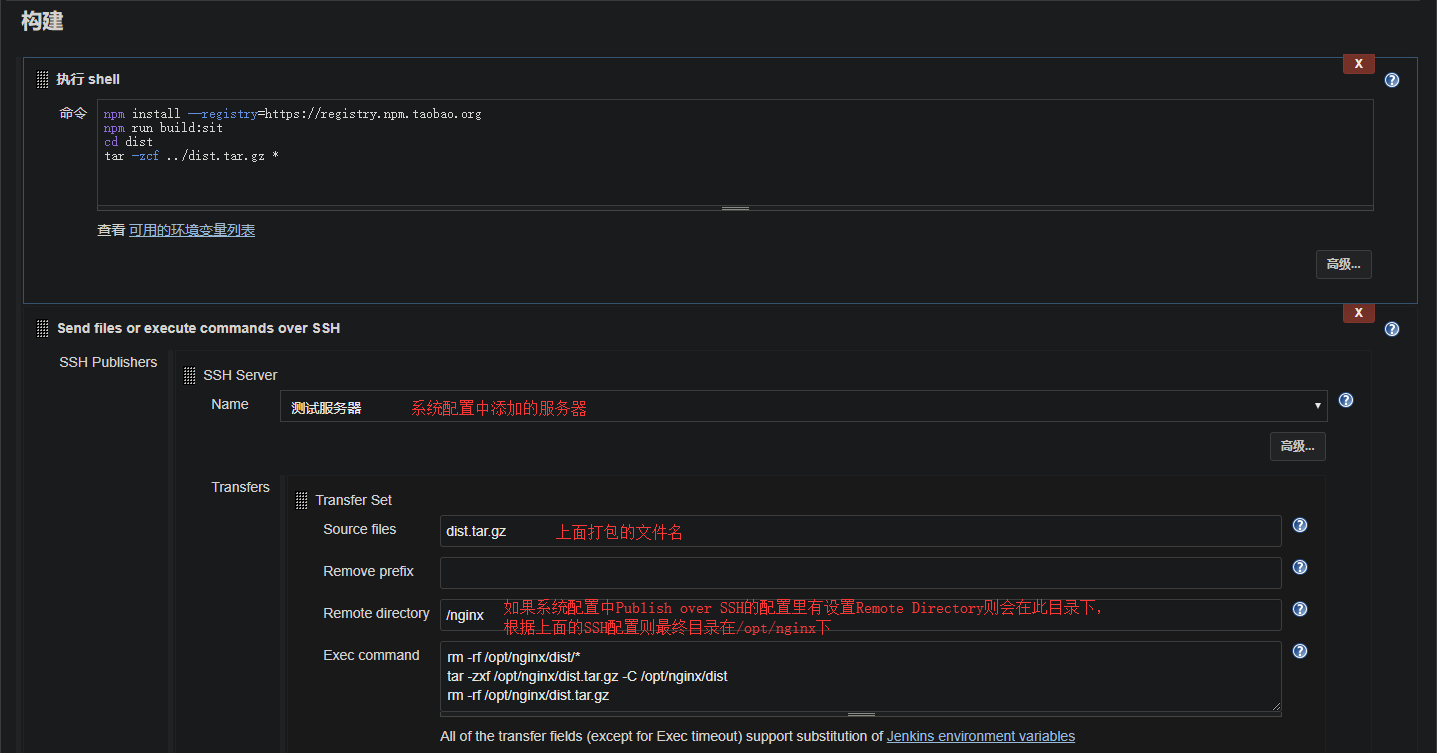 构建
X
执行 shell
命令
npm install --registry=https://registry.npm.taobao.org
npm run build:sit
cd dist
tar -zcf ../dist.tar.gz *
查看 可用的环境变量列表
高级...
X
Send files or execute commands over SSH
SSH Publishers
SSH Server
Name
测试服务器 系统配置中添加的服务器
高级...
Transfers
Transfer Set
Source files
dist.tar.gz 上面打包的文件名
Remove prefix
Remote directory
/nginx 如果系统配置中Publish over SSH的配置里有设置Remote Directory则会在此目录下,
根据上面的SSH配置则最终目录在/opt/nginx下
Exec command
rm -rf /opt/nginx/dist/*
tar -zxf /opt/nginx/dist.tar.gz -C /opt/nginx/dist
rm -rf /opt/nginx/dist.tar.gz
All of the transfer fields (except for Exec timeout) support substitution of Jenkins environment variables